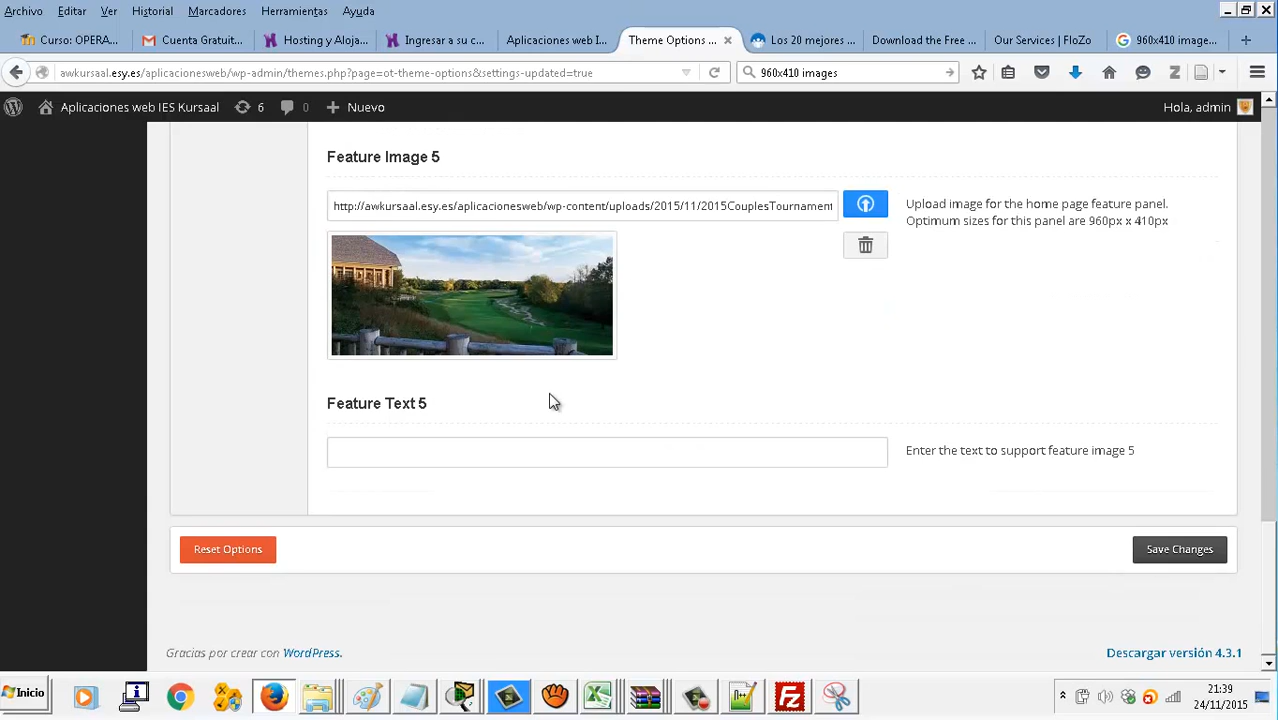 Archivo Editar Ver Historial Marcadores Herramientas Ayuda
Curso: OPERA... Cuenta Gratuit... Hosting y Aloja... Ingresar a su c... Aplicaciones web I... Theme Options ... Los 20 mejores ... Download the Free ... Our Services | FloZo 960x410 image...
awkursaal.esy.es/aplicacionesweb/wp-admin/themes.php?page=ot-theme-options&settings-updated=true 960x410 images
Aplicaciones web IES Kursaal 6 0 Nuevo Hola, admin
Feature Image 5
http://awkursaal.esy.es/aplicacionesweb/wp-content/uploads/2015/11/2015CouplesTournament
Upload image for the home page feature panel.
Optimum sizes for this panel are 960px x 410px
Feature Text 5
Enter the text to support feature image 5
Reset Options Save Changes
Gracias por crear con WordPress. Descargar versión 4.3.1
Inicio 21:39
24/11/2015